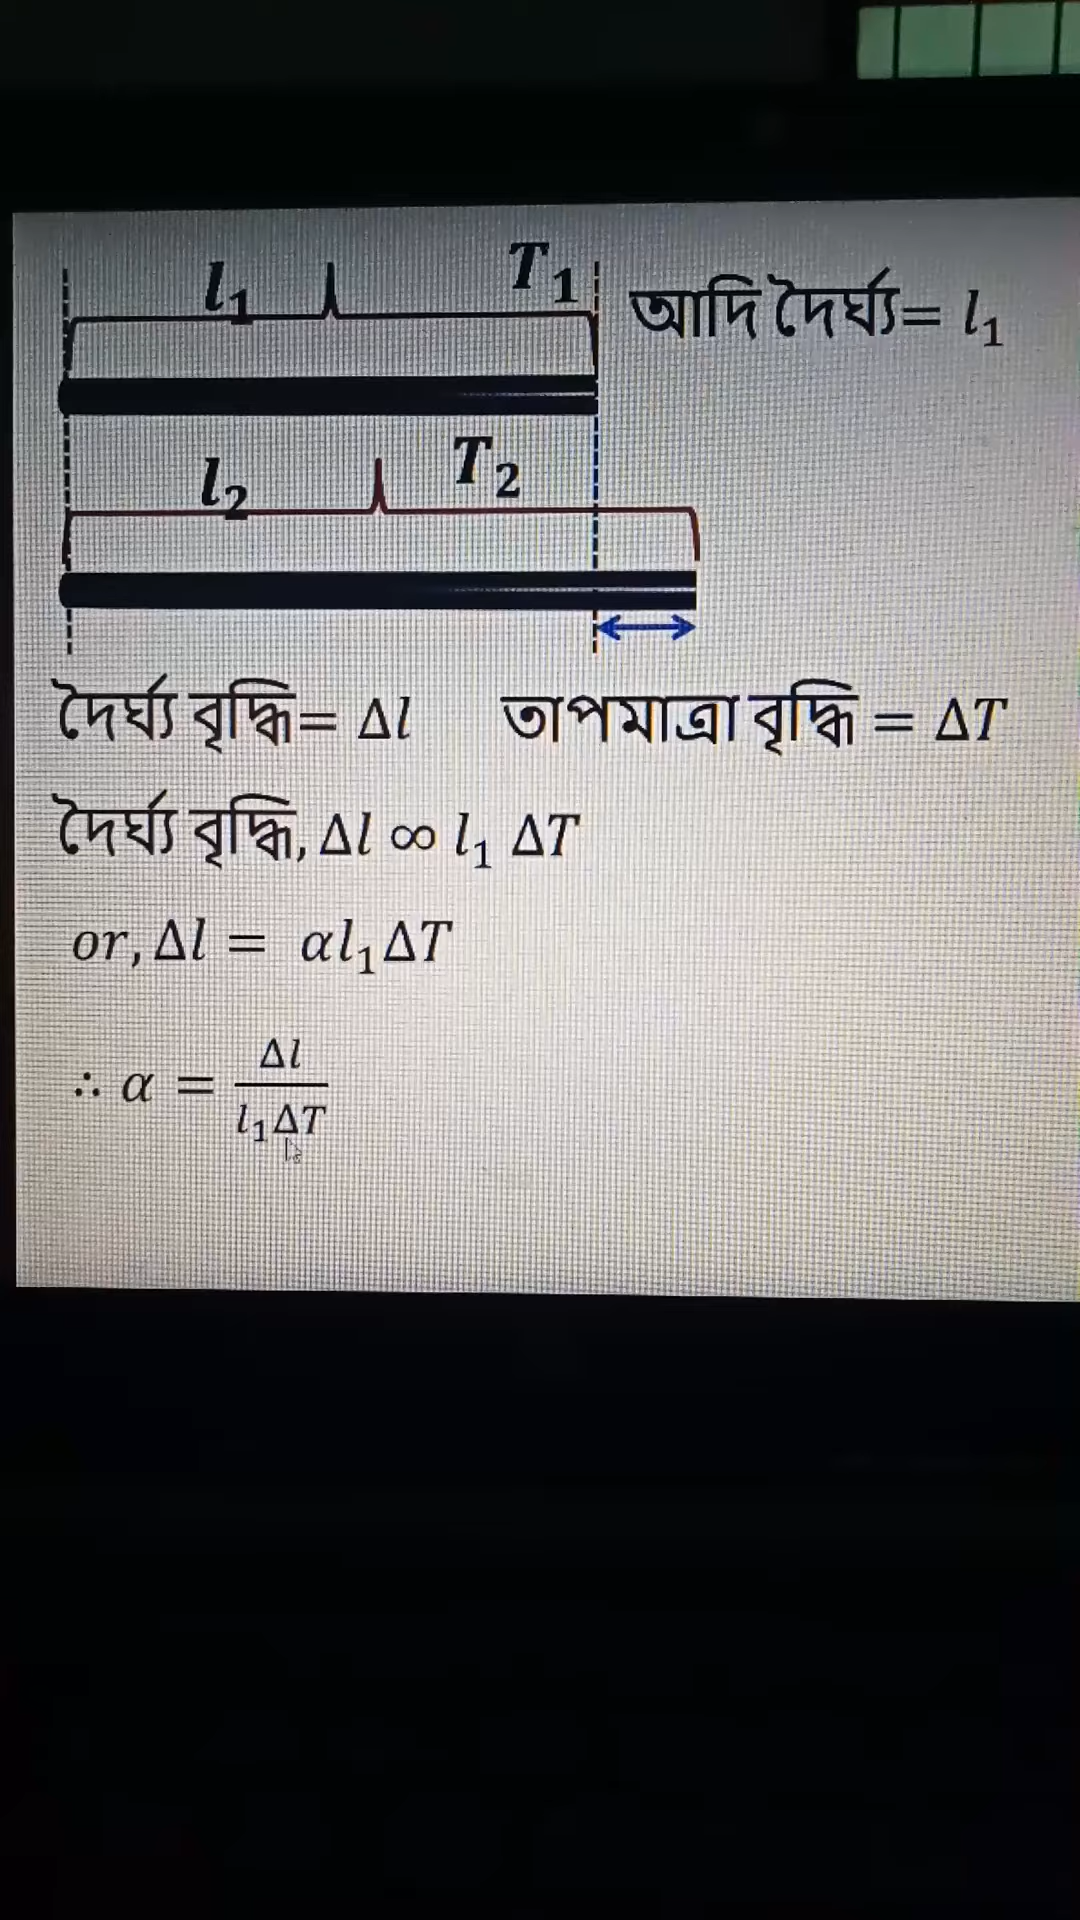 l₁ T₁
আদি দৈর্ঘ্য= l₁
l₂ T₂
দৈর্ঘ্য বৃদ্ধি= Δl তাপমাত্রা বৃদ্ধি = ΔT
দৈর্ঘ্য বৃদ্ধি, Δl ∞ l₁ ΔT
or, Δl = αl₁ΔT
∴ α = Δl / l₁ΔT